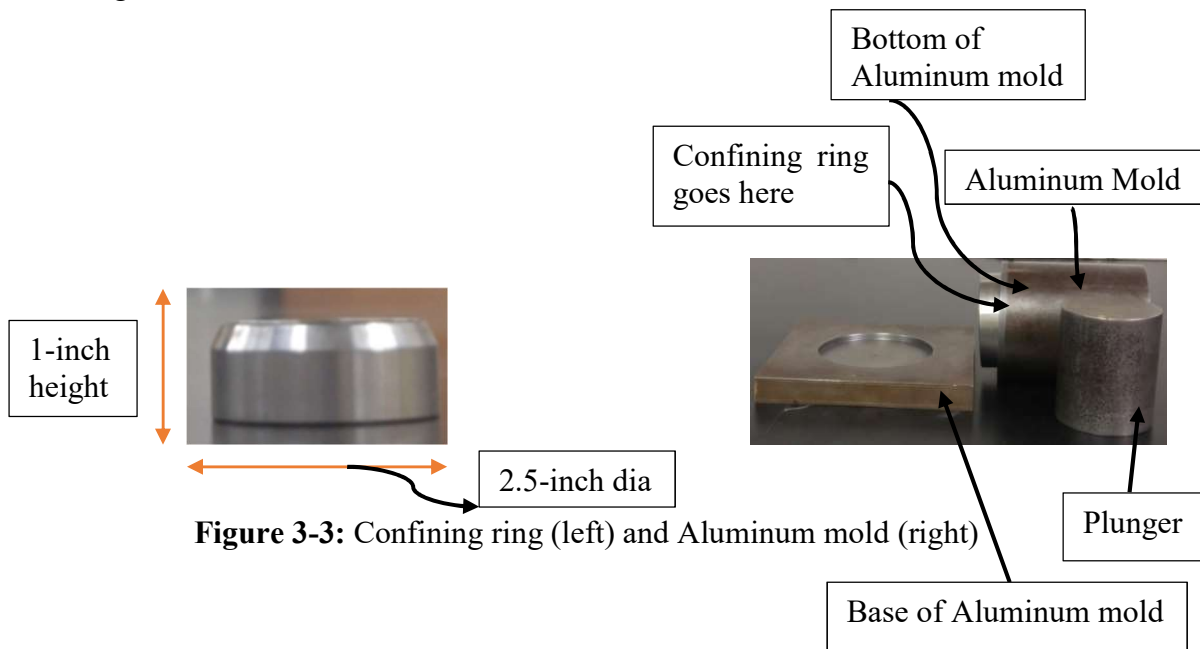 Bottom of
Aluminum mold
Confining ring
goes here
Aluminum Mold
1-inch
height
2.5-inch dia
Plunger
Figure 3-3: Confining ring (left) and Aluminum mold (right)
Base of Aluminum mold